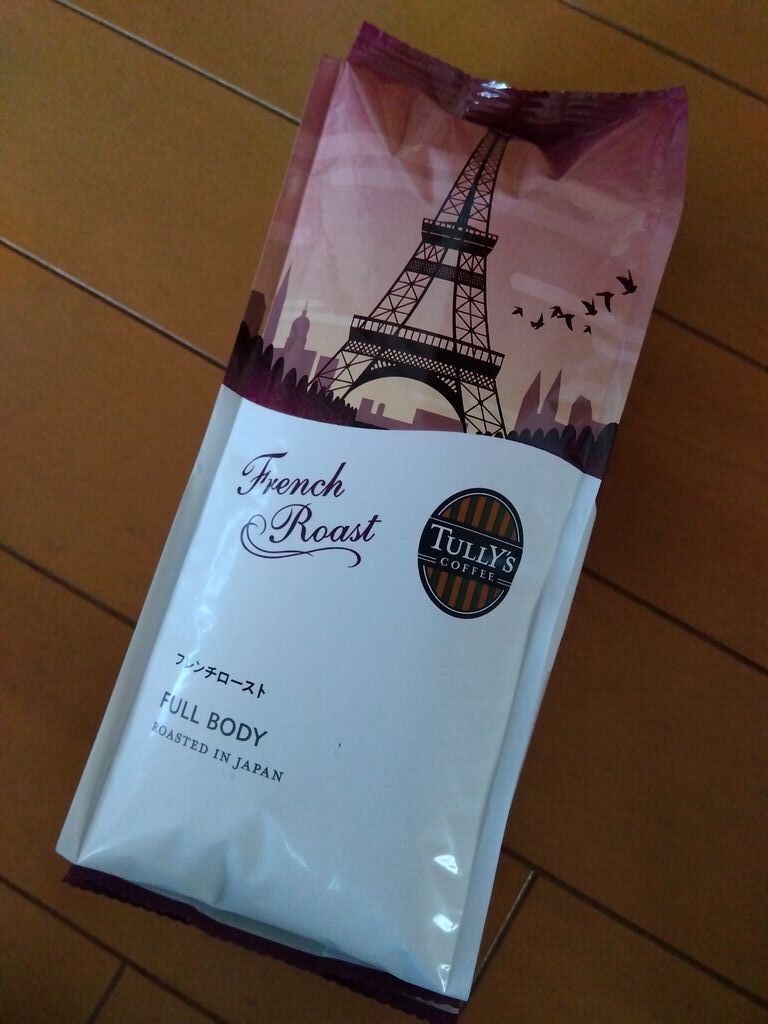 French
Roast
TULLY'S
COFFEE
フレンチロースト
FULL BODY
ROASTED IN JAPAN